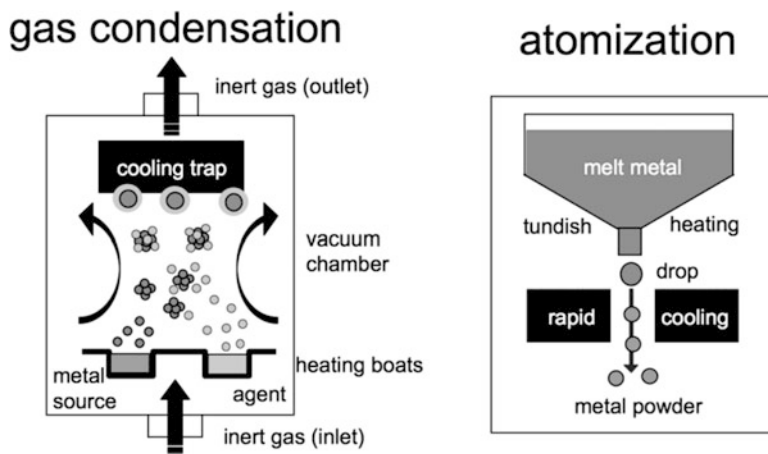 gas condensation
inert gas (outlet)
cooling trap
vacuum
chamber
heating boats
metal
source
agent
inert gas (inlet)
atomization
melt metal
tundish
heating
drop
rapid
cooling
metal powder